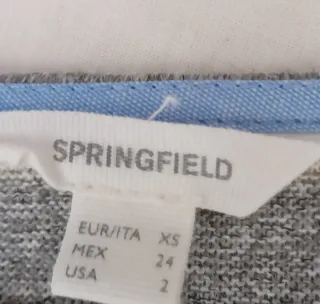 SPRINGFIELD
EUR/ITA XS
MEX 24
USA 2